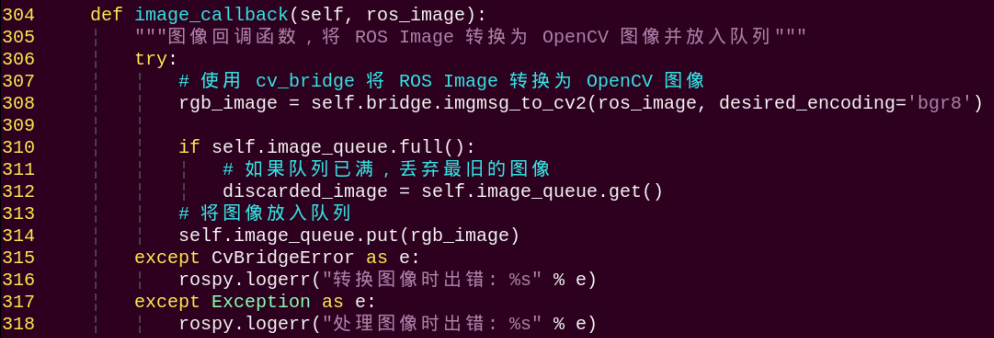 304     def image_callback(self, ros_image):
305         """图像回调函数，将 ROS Image 转换为 OpenCV 图像并放入队列"""
306         try:
307             # 使用 cv_bridge 将 ROS Image 转换为 OpenCV 图像
308             rgb_image = self.bridge.imgmsg_to_cv2(ros_image, desired_encoding='bgr8')
309
310             if self.image_queue.full():
311                 # 如果队列已满，丢弃最旧的图像
312                 discarded_image = self.image_queue.get()
313             # 将图像放入队列
314             self.image_queue.put(rgb_image)
315         except CvBridgeError as e:
316             rospy.logerr("转换图像时出错: %s" % e)
317         except Exception as e:
318             rospy.logerr("处理图像时出错: %s" % e)